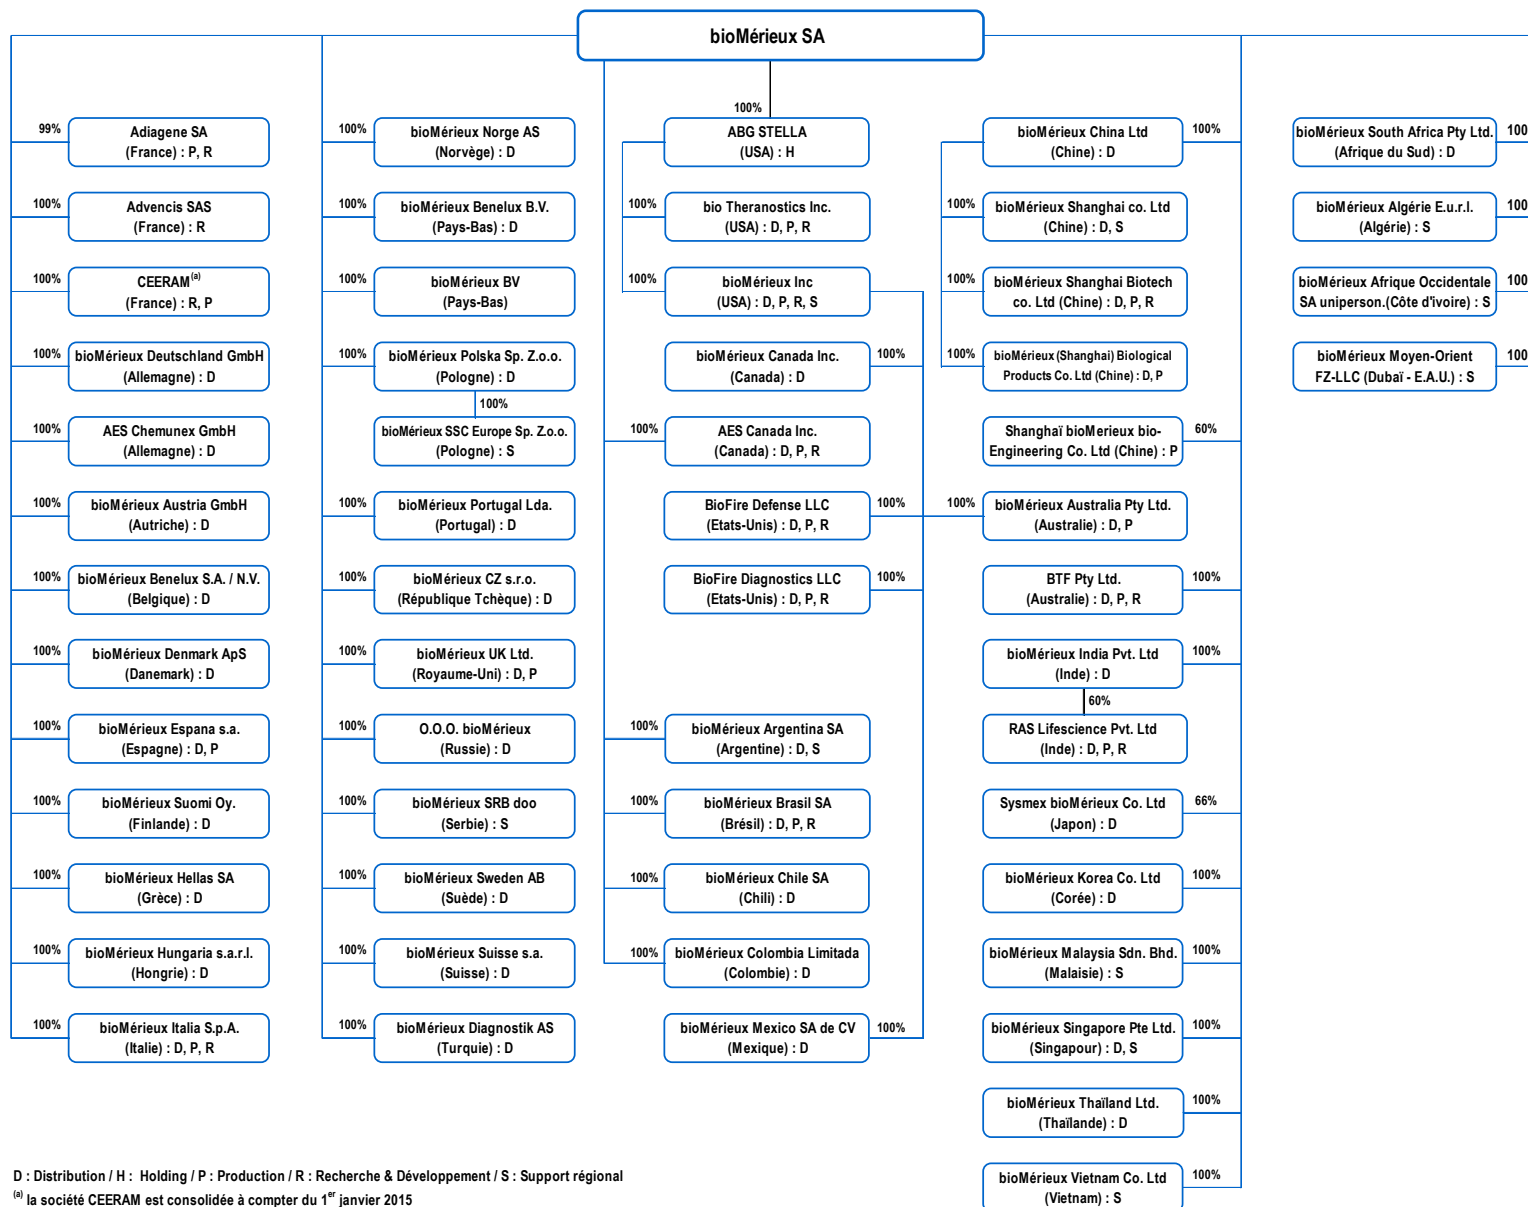 bioMérieux SA
99%
Adiagene SA
(France) : P, R
100%
Advencis SAS
(France) : R
100%
CEERAM(a)
(France) : R, P
100%
bioMérieux Deutschland GmbH
(Allemagne) : D
100%
AES Chemunex GmbH
(Allemagne) : D
100%
bioMérieux Austria GmbH
(Autriche) : D
100%
bioMérieux Benelux S.A. / N.V.
(Belgique) : D
100%
bioMérieux Denmark ApS
(Danemark) : D
100%
bioMérieux Espana s.a.
(Espagne) : D, P
100%
bioMérieux Suomi Oy.
(Finlande) : D
100%
bioMérieux Hellas SA
(Grèce) : D
100%
bioMérieux Hungaria s.a.r.l.
(Hongrie) : D
100%
bioMérieux Italia S.p.A.
(Italie) : D, P, R
100%
bioMérieux Norge AS
(Norvège) : D
100%
bioMérieux Benelux B.V.
(Pays-Bas) : D
100%
bioMérieux BV
(Pays-Bas)
100%
bioMérieux Polska Sp. Z.o.o.
(Pologne) : D
100%
bioMérieux SSC Europe Sp. Z.o.o.
(Pologne) : S
100%
bioMérieux Portugal Lda.
(Portugal) : D
100%
bioMérieux CZ s.r.o.
(République Tchèque) : D
100%
bioMérieux UK Ltd.
(Royaume-Uni) : D, P
100%
O.O.O. bioMérieux
(Russie) : D
100%
bioMérieux SRB doo
(Serbie) : S
100%
bioMérieux Sweden AB
(Suède) : D
100%
bioMérieux Suisse s.a.
(Suisse) : D
100%
bioMérieux Diagnostik AS
(Turquie) : D
100%
ABG STELLA
(USA) : H
100%
bio Theranostics Inc.
(USA) : D, P, R
100%
bioMérieux Inc
(USA) : D, P, R, S
bioMérieux Canada Inc.
(Canada) : D
100%
100%
AES Canada Inc.
(Canada) : D, P, R
BioFire Defense LLC
(Etats-Unis) : D, P, R
100%
BioFire Diagnostics LLC
(Etats-Unis) : D, P, R
100%
100%
bioMérieux Argentina SA
(Argentine) : D, S
100%
bioMérieux Brasil SA
(Brésil) : D, P, R
100%
bioMérieux Chile SA
(Chili) : D
100%
bioMérieux Colombia Limitada
(Colombie) : D
bioMérieux Mexico SA de CV
(Mexique) : D
100%
bioMérieux China Ltd
(Chine) : D
100%
100%
bioMérieux Shanghai co. Ltd
(Chine) : D, S
100%
bioMérieux Shanghai Biotech
co. Ltd (Chine) : D, P, R
100%
bioMérieux (Shanghai) Biological
Products Co. Ltd (Chine) : D, P
Shanghaï bioMerieux bio-
Engineering Co. Ltd (Chine) : P
60%
100%
bioMérieux Australia Pty Ltd.
(Australie) : D, P
BTF Pty Ltd.
(Australie) : D, P, R
100%
bioMérieux India Pvt. Ltd
(Inde) : D
100%
60%
RAS Lifescience Pvt. Ltd
(Inde) : D, P, R
Sysmex bioMérieux Co. Ltd
(Japon) : D
66%
bioMérieux Korea Co. Ltd
(Corée) : D
100%
bioMérieux Malaysia Sdn. Bhd.
(Malaisie) : S
100%
bioMérieux Singapore Pte Ltd.
(Singapour) : D, S
100%
bioMérieux Thaïland Ltd.
(Thaïlande) : D
100%
bioMérieux Vietnam Co. Ltd
(Vietnam) : S
100%
bioMérieux South Africa Pty Ltd.
(Afrique du Sud) : D
100
bioMérieux Algérie E.u.r.l.
(Algérie) : S
100
bioMérieux Afrique Occidentale
SA uniperson.(Côte d'ivoire) : S
100
bioMérieux Moyen-Orient
FZ-LLC (Dubaï - E.A.U.) : S
100
D : Distribution / H : Holding / P : Production / R : Recherche & Développement / S : Support régional
(a) la société CEERAM est consolidée à compter du 1er janvier 2015